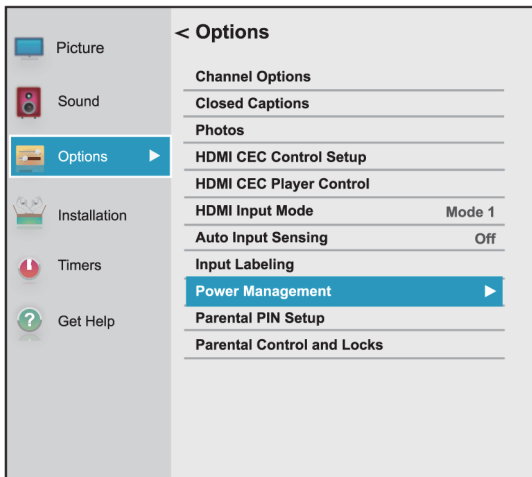 Picture
Sound
Options
Installation
Timers
Get Help
< Options
Channel Options
Closed Captions
Photos
HDMI CEC Control Setup
HDMI CEC Player Control
HDMI Input Mode Mode 1
Auto Input Sensing Off
Input Labeling
Power Management
Parental PIN Setup
Parental Control and Locks